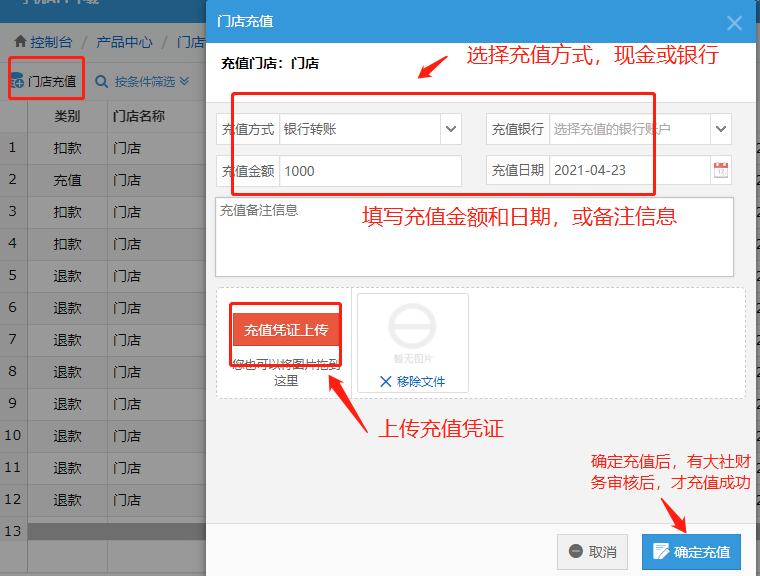 门店充值
控制台 / 产品中心 / 门店
充值门店：门店
选择充值方式，现金或银行
门店充值 按条件筛选
类别 门店名称
1 扣款 门店
2 充值 门店
3 扣款 门店
4 扣款 门店
5 退款 门店
6 退款 门店
7 退款 门店
8 退款 门店
9 退款 门店
10 退款 门店
11 退款 门店
12 退款 门店
13
充值方式 银行转账
充值银行 选择充值的银行账户
充值金额 1000
充值日期 2021-04-23
充值备注信息
填写充值金额和日期，或备注信息
充值凭证上传
您也可以将图片拖到
这里
暂无图片
移除文件
上传充值凭证
确定充值后，有大社财
务审核后，才充值成功
取消
确定充值